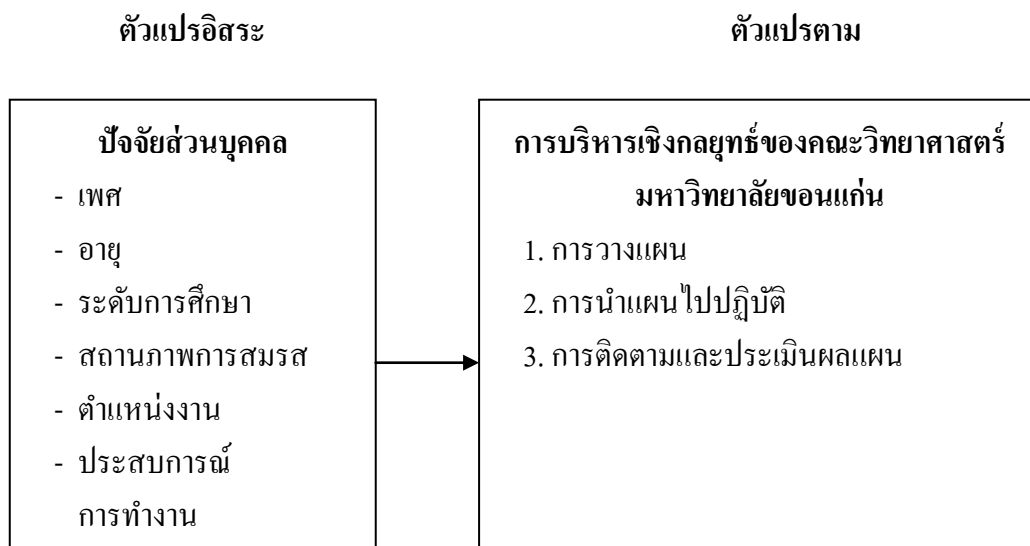 ตัวแปรอิสระ
ตัวแปรตาม
ปัจจัยส่วนบุคคล
- เพศ
- อายุ
- ระดับการศึกษา
- สถานภาพการสมรส
- ตำแหน่งงาน
- ประสบการณ์
การทำงาน
การบริหารเชิงกลยุทธ์ของคณะวิทยาศาสตร์
มหาวิทยาลัยขอนแก่น
1. การวางแผน
2. การนำแผนไปปฏิบัติ
3. การติดตามและประเมินผลแผน